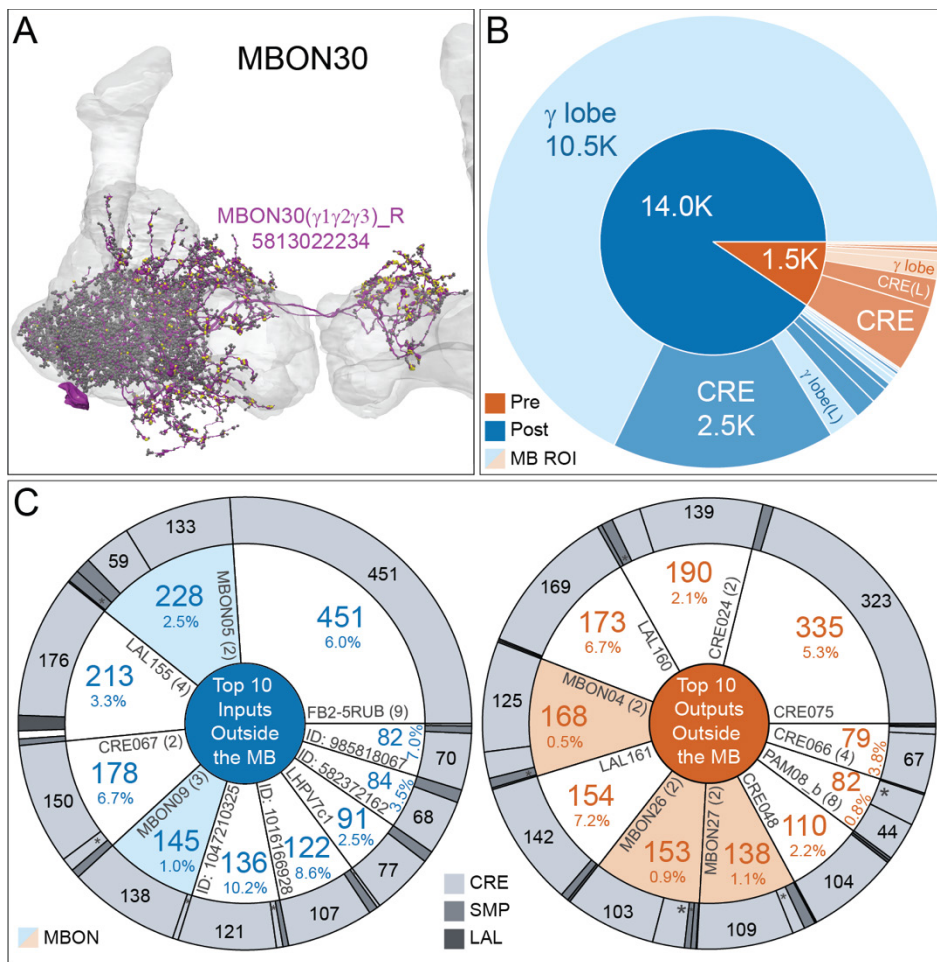 A
MBON30
MBON30(γ1γ2γ3)_R
5813022234
B
γ lobe
10.5K
14.0K
1.5K
γ lobe
CRE(L)
CRE
CRE
2.5K
γ lobe(L)
Pre
Post
MB ROI
C
Top 10
Inputs
Outside
the MB
451
451
6.0%
FB2-5RUB (9)
133
59
228
2.5%
MBON05 (2)
*
176
213
3.3%
LAL155 (4)
150
178
6.7%
CRE067 (2)
*
138
145
1.0%
MBON09 (3)
*
121
136
10.2%
ID: 1047210325
*
107
122
8.6%
ID: 1016166928
77
91
2.5%
LHPV7c1
68
84
3.5%
ID: 58237216​2
70
82
7.0%
ID: 985818067
MBON
CRE
SMP
LAL
Top 10
Outputs
Outside
the MB
323
335
5.3%
CRE075
139
190
2.1%
CRE024 (2)
*
169
173
6.7%
LAL160
125
168
0.5%
MBON04 (2)
*
142
154
7.2%
LAL161
103
153
0.9%
MBON26 (2)
*
*
109
138
1.1%
MBON27 (2)
*
104
110
2.2%
CRE048
44
82
0.8%
PAM08_b (8)
*
67
79
3.8%
CRE066 (4)